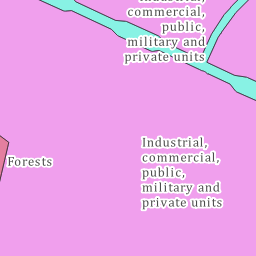 commercial,
public,
military and
private units
Industrial,
commercial,
public,
military and
private units
Forests